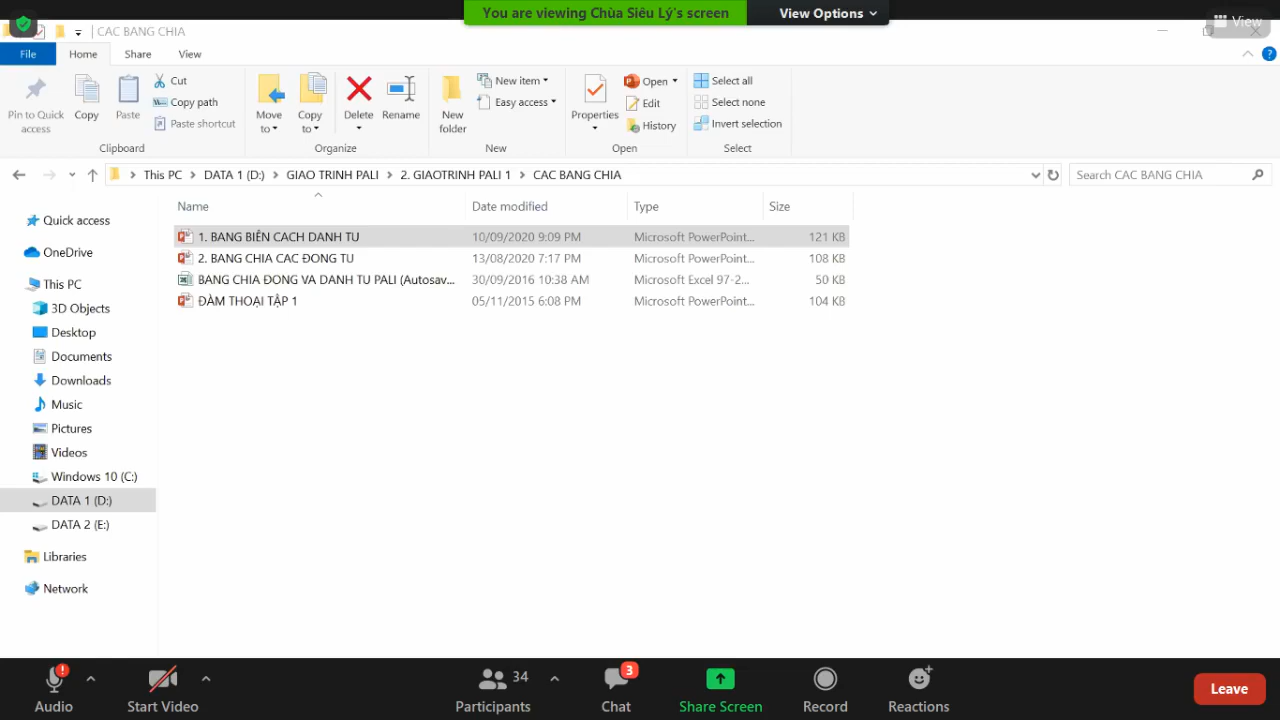 You are viewing Chùa Siêu Lý's screen
View Options
View
CAC BANG CHIA
File Home Share View
Pin to Quick access
Copy
Paste
Cut
Copy path
Paste shortcut
Clipboard
Move to
Copy to
Delete
Rename
Organize
New folder
New item
Easy access
New
Properties
Open
Edit
History
Open
Select all
Select none
Invert selection
Select
This PC DATA 1 (D:) GIAO TRINH PALI 2. GIAOTRINH PALI 1 CAC BANG CHIA
Search CAC BANG CHIA
Quick access
OneDrive
This PC
3D Objects
Desktop
Documents
Downloads
Music
Pictures
Videos
Windows 10 (C:)
DATA 1 (D:)
DATA 2 (E:)
Libraries
Network
Name Date modified Type Size
1. BANG BIÊN CACH DANH TU 10/09/2020 9:09 PM Microsoft PowerPoint... 121 KB
2. BANG CHIA CAC ĐONG TU 13/08/2020 7:17 PM Microsoft PowerPoint... 108 KB
BANG CHIA ĐONG VA DANH TU PALI (Autosav... 30/09/2016 10:38 AM Microsoft Excel 97-2... 50 KB
ĐÀM THOẠI TẬP 1 05/11/2015 6:08 PM Microsoft PowerPoint... 104 KB
Audio
Start Video
Participants 34
Chat 3
Share Screen
Record
Reactions
Leave